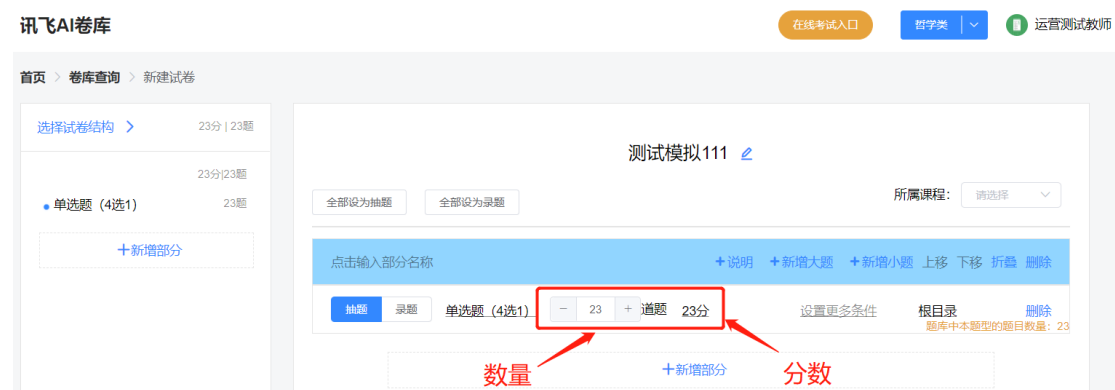 讯飞AI卷库
在线考试入口
哲学类
运营测试教师
首页 > 卷库查询 > 新建试卷
选择试卷结构 >
23分 | 23题
23分|23题
单选题（4选1）
23题
+新增部分
测试模拟111
全部设为抽题
全部设为录题
所属课程：
请选择
点击输入部分名称
+说明 +新增大题 +新增小题 上移 下移 折叠 删除
抽题 录题 单选题（4选1） － 23 + 道题 23分 设置更多条件 根目录 删除
题库中本题型的题目数量：23
+新增部分
数量
分数